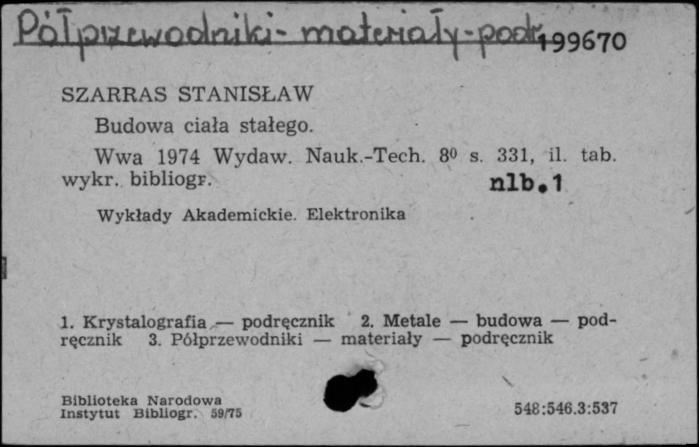 Półprzewodniki - materiały - podr. 199670
SZARRAS STANISŁAW
Budowa ciała stałego.
Wwa 1974 Wydaw. Nauk.-Tech. 8⁰ s. 331, il. tab.
wykr. bibliogr. nlb.1
Wykłady Akademickie. Elektronika
1. Krystalografia — podręcznik 2. Metale — budowa — pod-
ręcznik 3. Półprzewodniki — materiały — podręcznik
Biblioteka Narodowa
Instytut Bibliogr. 59/75 548:546.3:537